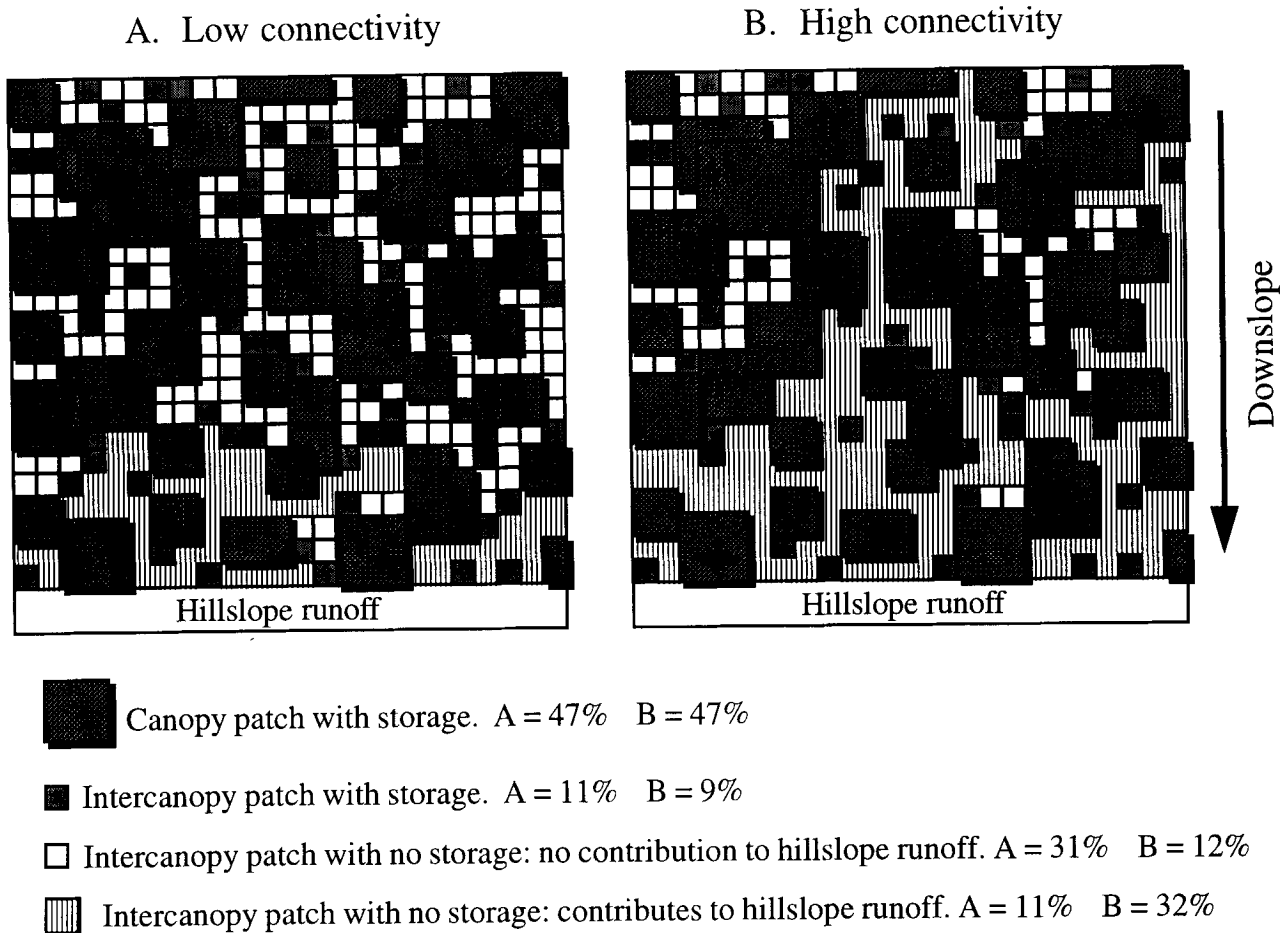 A. Low connectivity
B. High connectivity
Downslope
Hillslope runoff
Hillslope runoff
Canopy patch with storage. A = 47% B = 47%
Intercanopy patch with storage. A = 11% B = 9%
Intercanopy patch with no storage: no contribution to hillslope runoff. A = 31% B = 12%
Intercanopy patch with no storage: contributes to hillslope runoff. A = 11% B = 32%